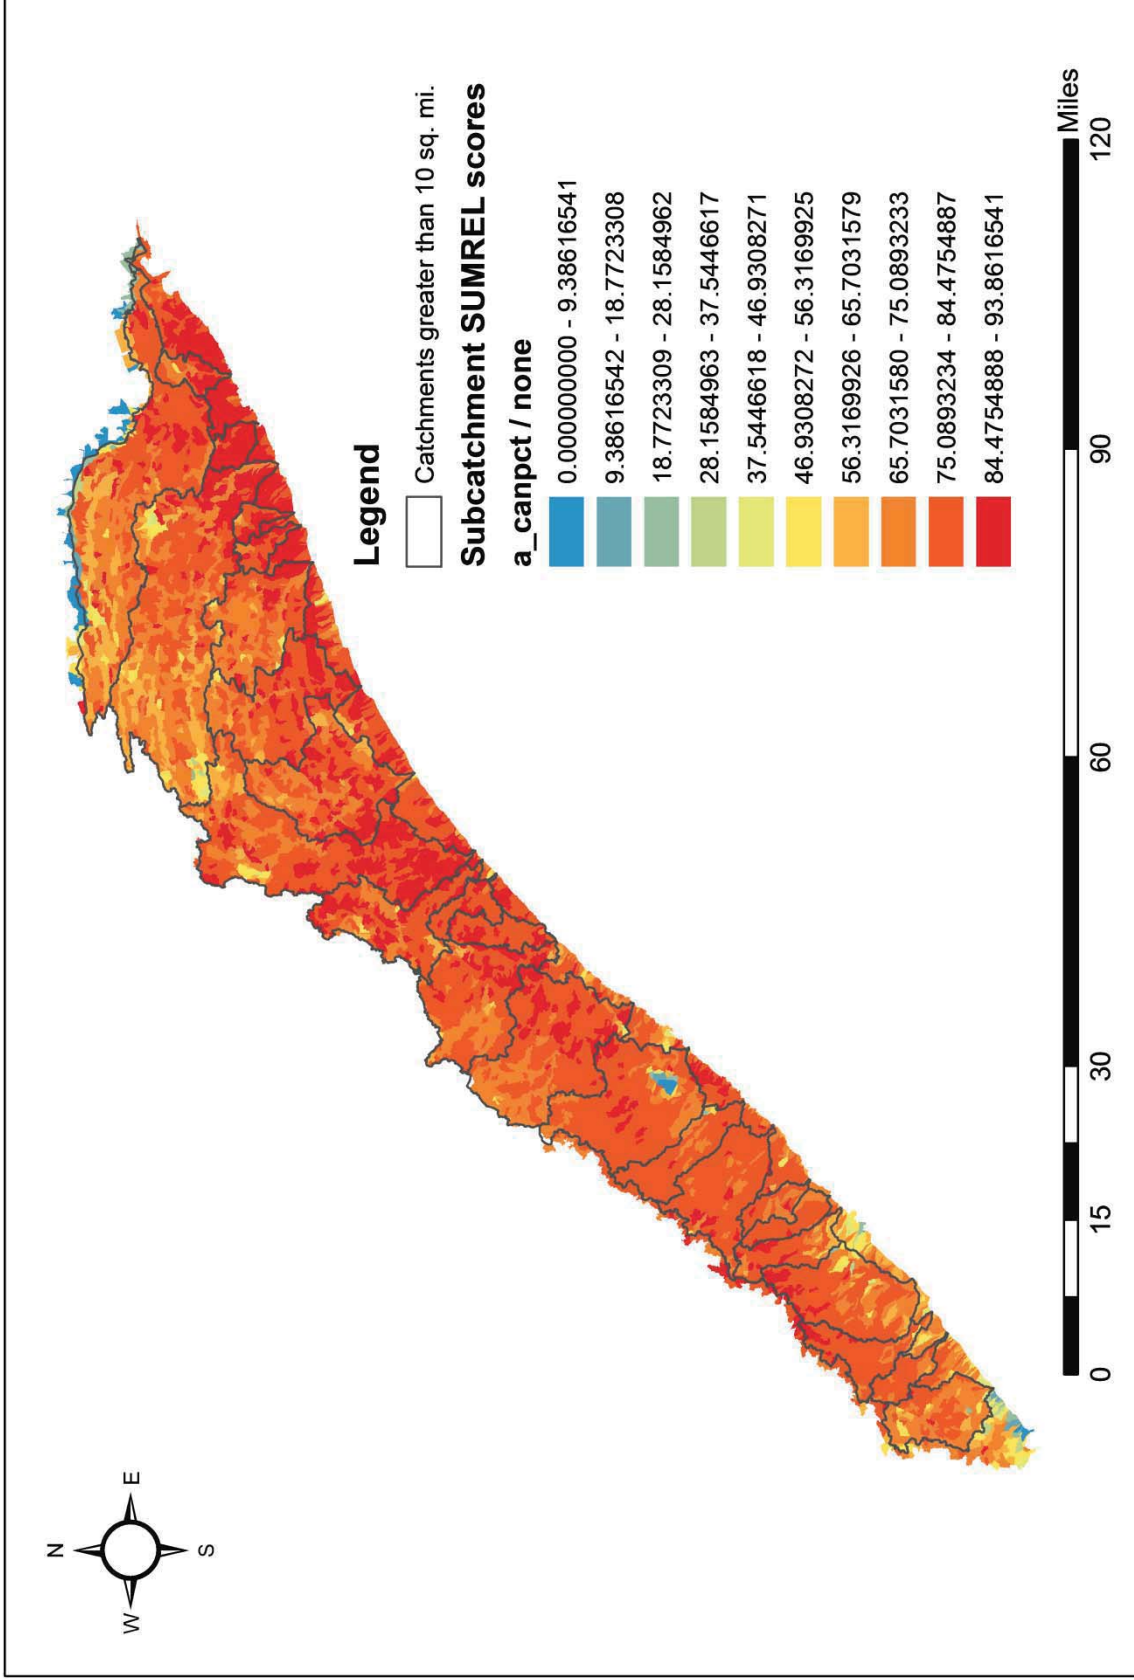 N
W
E
S
Legend
Catchments greater than 10 sq. mi.
Subcatchment SUMREL scores
a_canpct / none
0.00000000 - 9.38616541
9.38616542 - 18.7723308
18.7723309 - 28.1584962
28.1584963 - 37.5446617
37.5446618 - 46.9308271
46.9308272 - 56.3169925
56.3169926 - 65.7031579
65.7031580 - 75.0893233
75.0893234 - 84.4754887
84.4754888 - 93.8616541
Miles
0 15 30 60 90 120